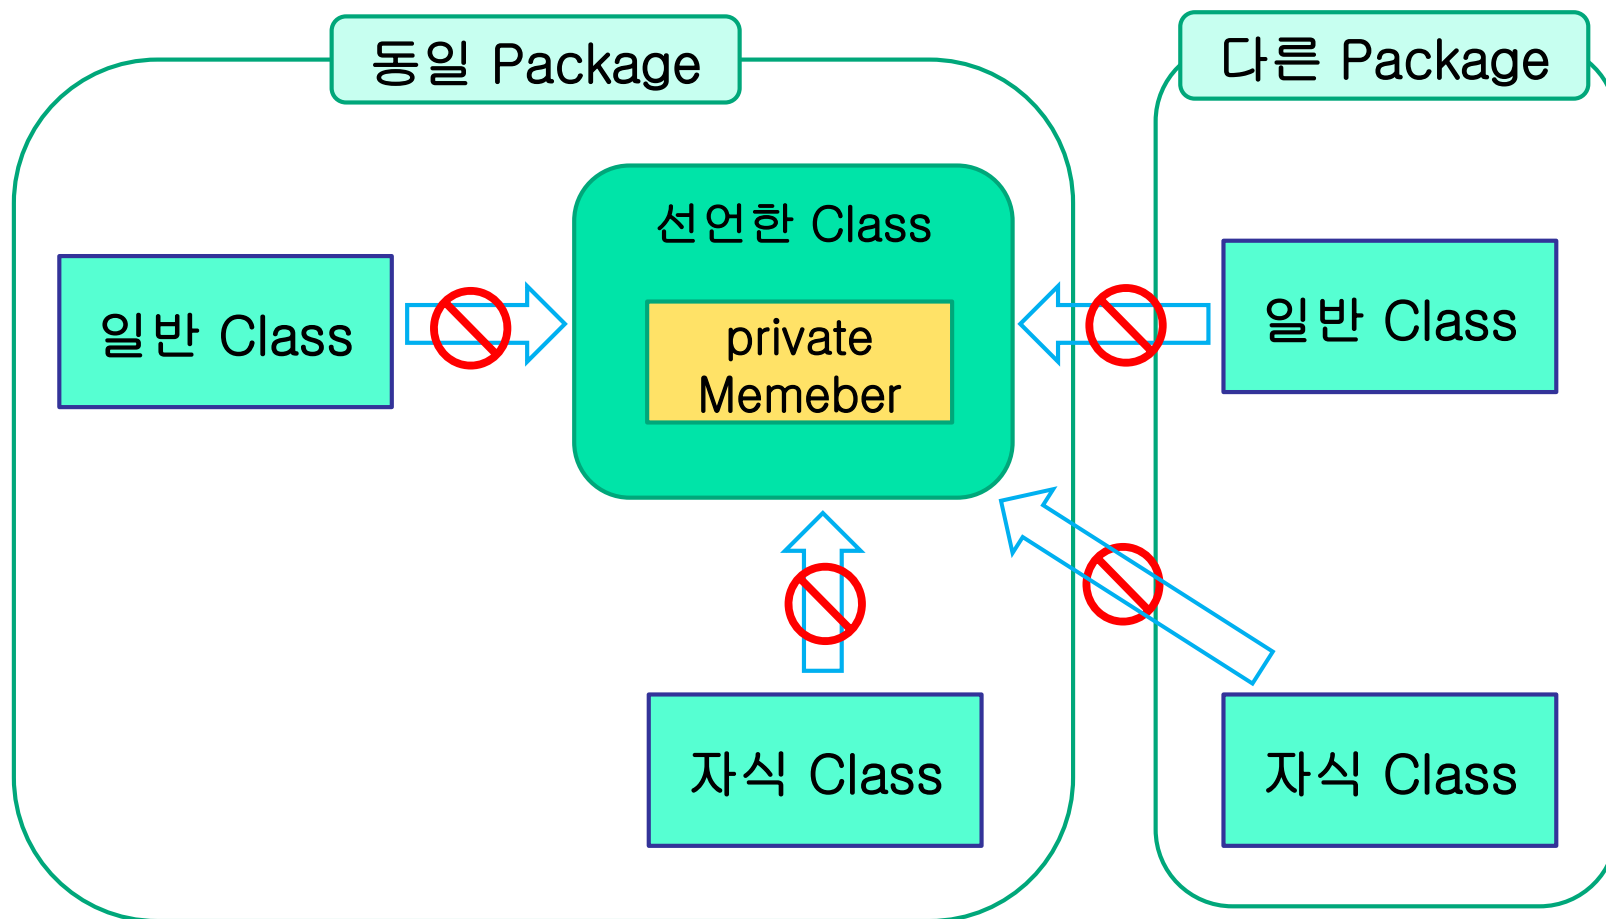 동일 Package
다른 Package
선언한 Class
일반 Class
private
Memeber
일반 Class
자식 Class
자식 Class